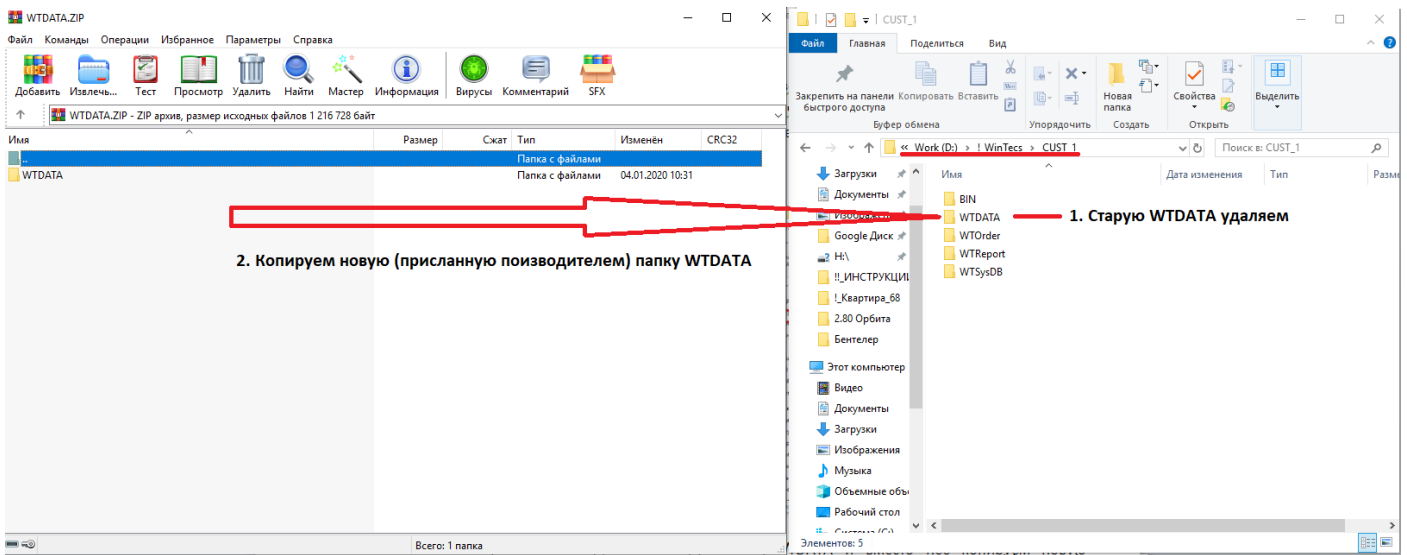 WTDATA.ZIP
Файл Команды Операции Избранное Параметры Справка
Добавить Извлечь... Тест Просмотр Удалить Найти Мастер Информация Вирусы Комментарий SFX
WTDATA.ZIP - ZIP архив, размер исходных файлов 1 216 728 байт
Имя Размер Сжат Тип Изменён CRC32
.. Папка с файлами
WTDATA Папка с файлами 04.01.2020 10:31
2. Копируем новую (присланную поизводителем) папку WTDATA
Всего: 1 папка
CUST_1
Файл Главная Поделиться Вид
Закрепить на панели быстрого доступа
Копировать Вставить
Новая папка
Свойства
Выделить
Буфер обмена Упорядочить Создать Открыть
« Work (D:) › ! WinTecs › CUST_1
Поиск в: CUST_1
Имя Дата изменения Тип
Загрузки
Документы
Google Диск
H:\
!!_ИНСТРУКЦИИ
!_Квартира_68
2.80 Орбита
Бентелер
Этот компьютер
Видео
Документы
Загрузки
Изображения
Музыка
Объемные объ
Рабочий стол
BIN
WTDATA
WTOrder
WTReport
WTSysDB
1. Старую WTDATA удаляем
Элементов: 5